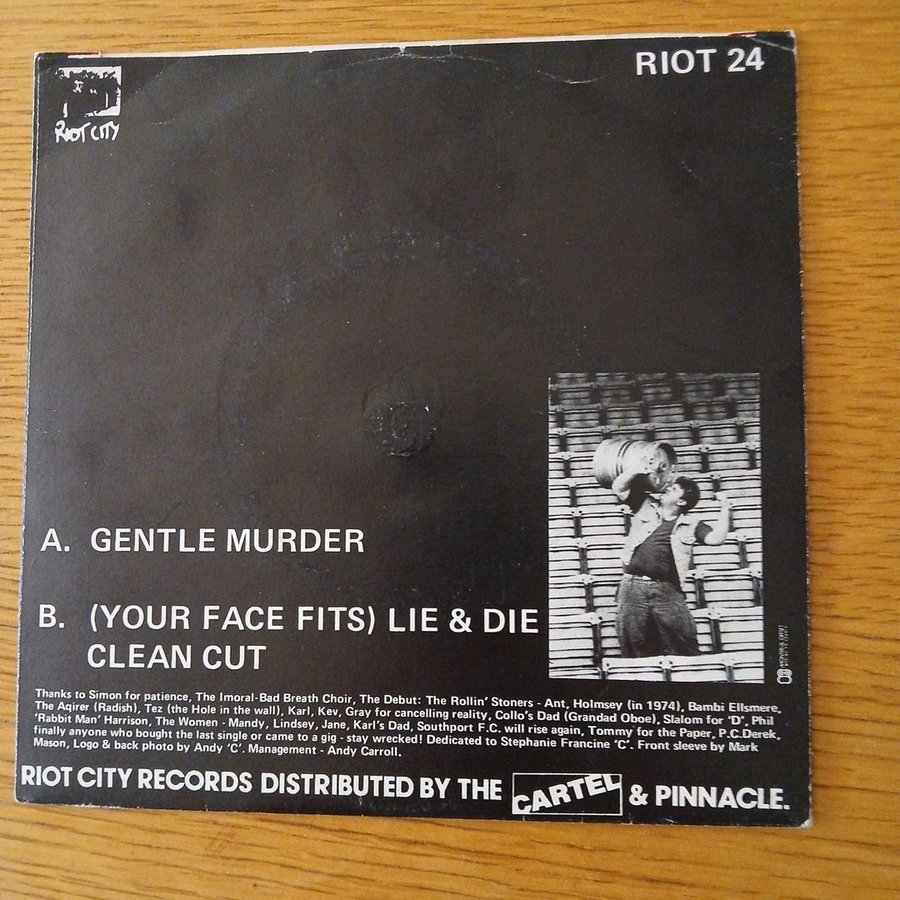 RIOT CITY
RIOT 24
A. GENTLE MURDER
B. (YOUR FACE FITS) LIE & DIE
CLEAN CUT
Thanks to Simon for patience, The Imoral-Bad Breath Choir, The Debut: The Rollin' Stoners - Ant, Holmsey (in 1974), Bambi Ellsmere,
The Aqirer (Radish), Tez (the Hole in the wall), Karl, Kev, Gray for cancelling reality, Collo's Dad (Grandad Oboe), Slalom for 'D', Phil
'Rabbit Man' Harrison, The Women - Mandy, Lindsey, Jane, Karl's Dad, Southport F.C. will rise again, Tommy for the Paper, P.C.Derek,
finally anyone who bought the last single or came to a gig - stay wrecked! Dedicated to Stephanie Francine 'C'. Front sleeve by Mark
Mason, Logo & back photo by Andy 'C'. Management - Andy Carroll.
RIOT CITY RECORDS DISTRIBUTED BY THE CARTEL & PINNACLE.